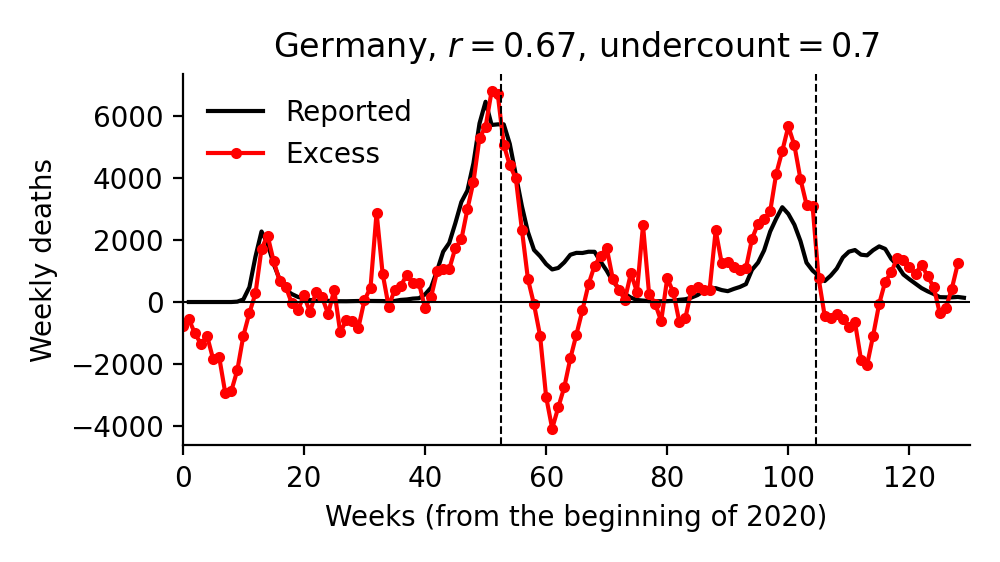 Germany, r = 0.67, undercount = 0.7
Reported
Excess
Weekly deaths
6000
4000
2000
0
−2000
−4000
0 20 40 60 80 100 120
Weeks (from the beginning of 2020)